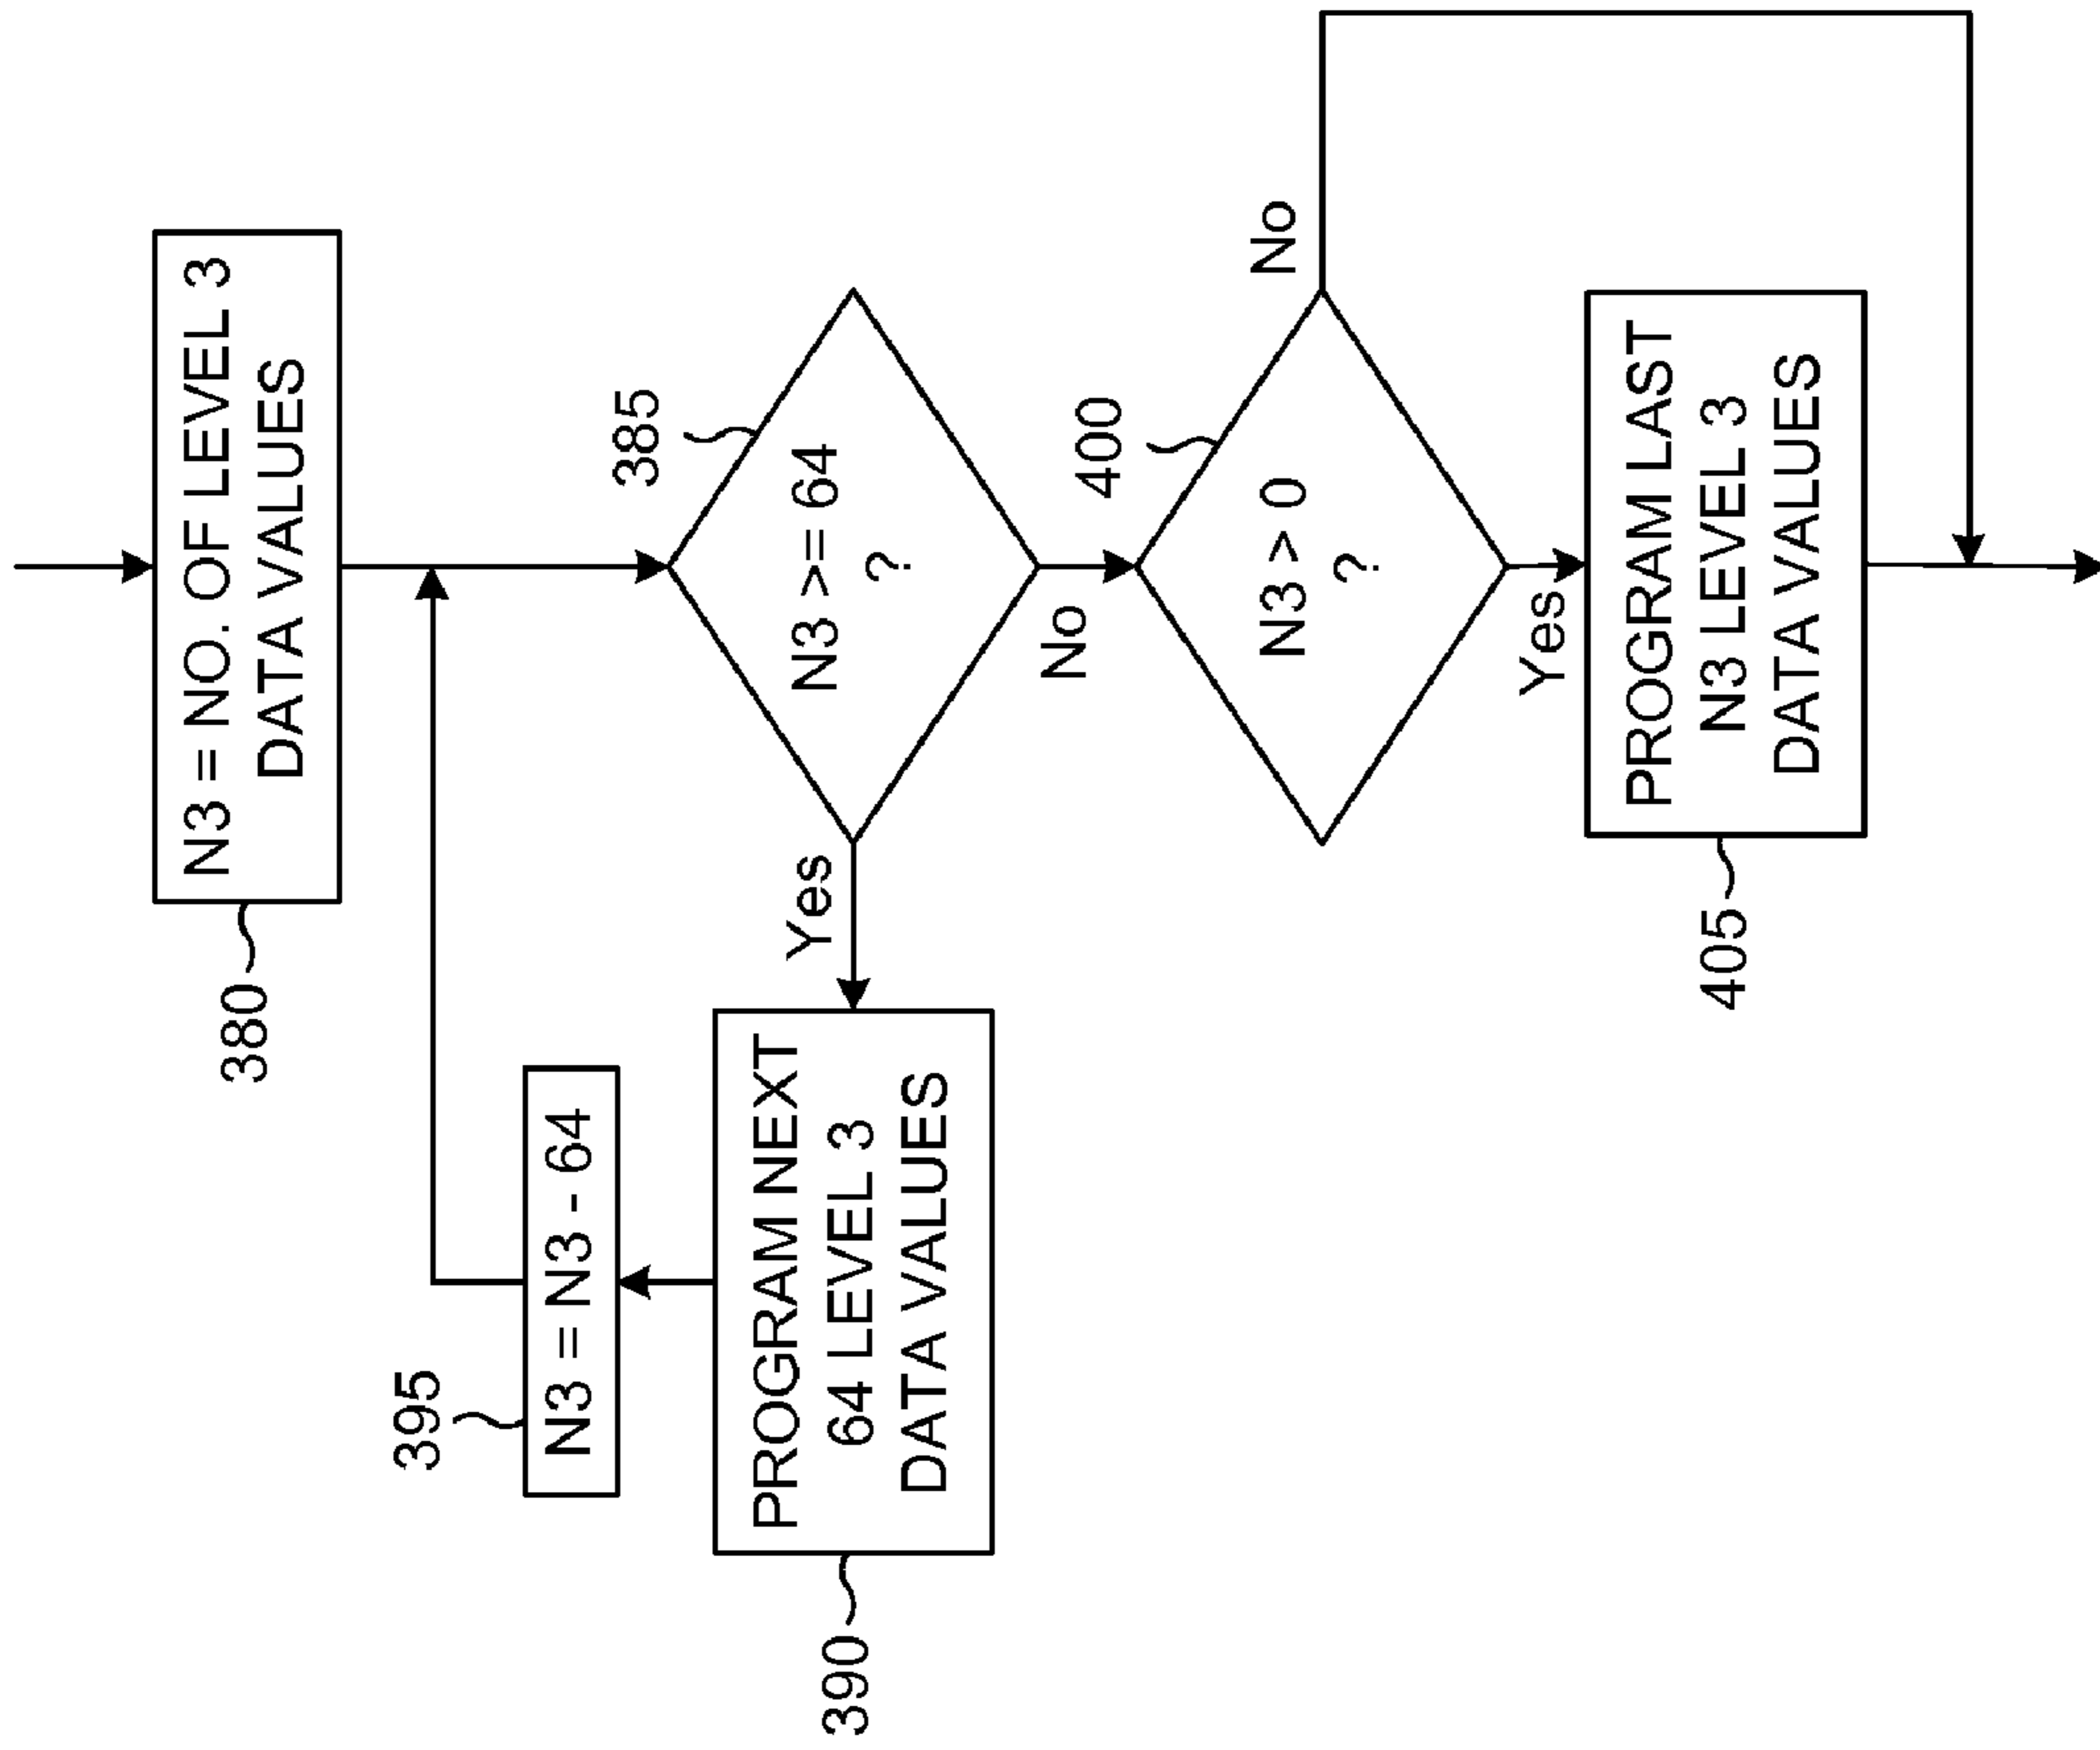 N3 = NO. OF LEVEL 3
DATA VALUES
380
385
N3 >= 64
?
Yes
No
395
N3 = N3 - 64
PROGRAM NEXT
64 LEVEL 3
DATA VALUES
390
400
N3 > 0
?
No
Yes
PROGRAM LAST
N3 LEVEL 3
DATA VALUES
405